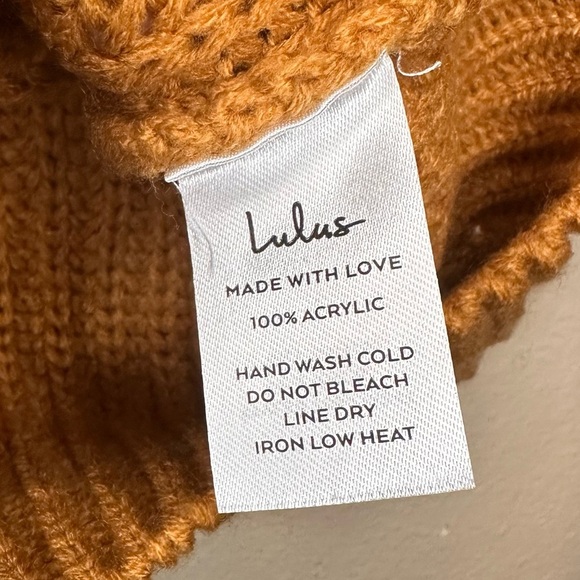 Lulus
MADE WITH LOVE
100% ACRYLIC
HAND WASH COLD
DO NOT BLEACH
LINE DRY
IRON LOW HEAT